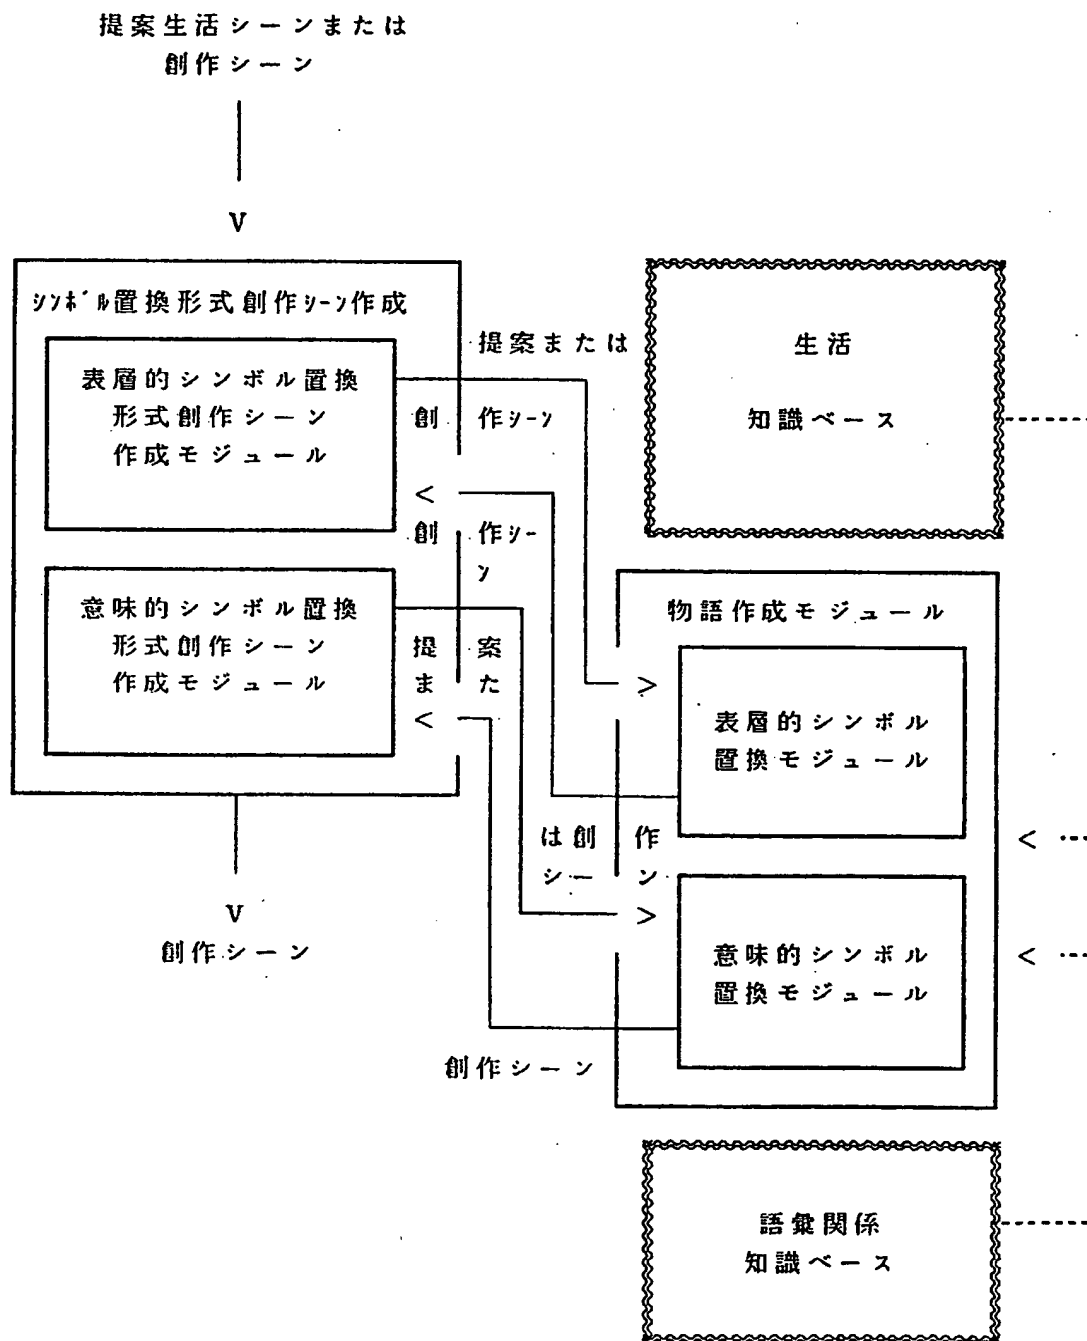 提案生活シーンまたは
創作シーン
V
シンボル置換形式創作シーン作成
表層的シンボル置換
形式創作シーン
作成モジュール
提案または
創作シーン
<
創作シー
ン
意味的シンボル置換
形式創作シーン
作成モジュール
提案
また
<
V
創作シーン
生活
知識ベース
物語作成モジュール
>
表層的シンボル
置換モジュール
<
は創作
シーン
>
意味的シンボル
置換モジュール
<
創作シーン
語彙関係
知識ベース